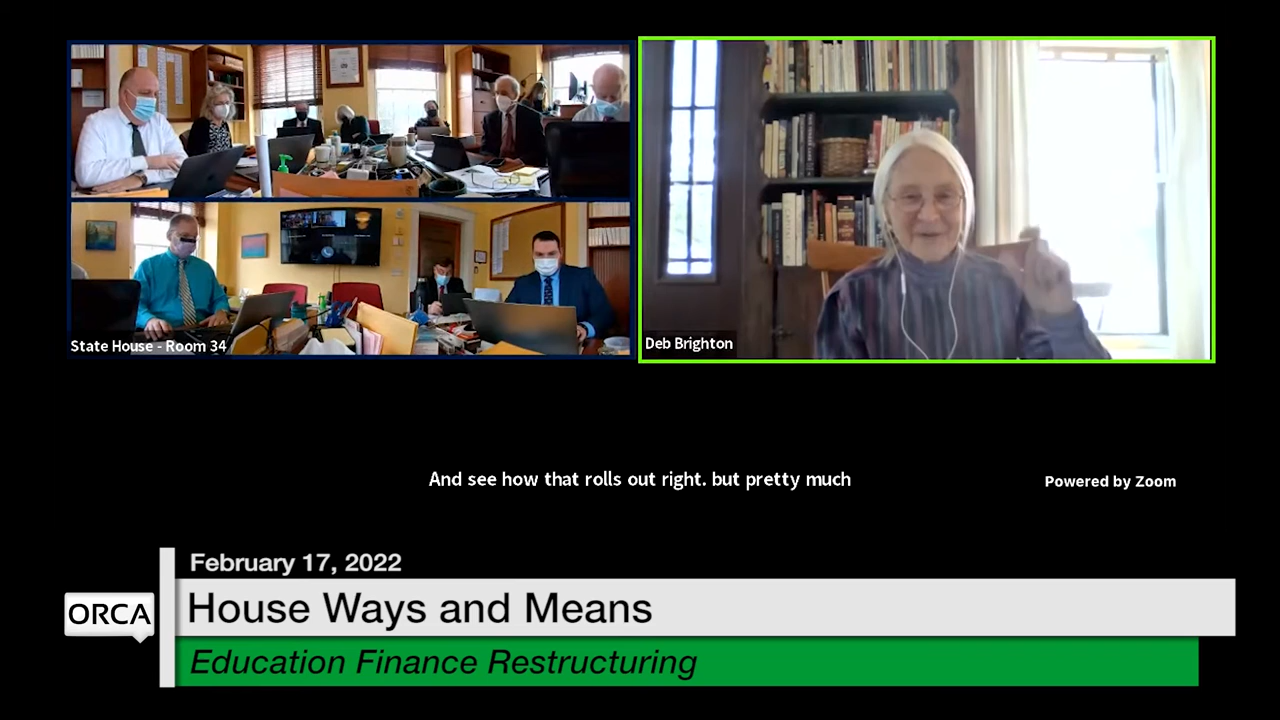 State House - Room 34
Deb Brighton
And see how that rolls out right. but pretty much
Powered by Zoom
February 17, 2022
ORCA
House Ways and Means
Education Finance Restructuring